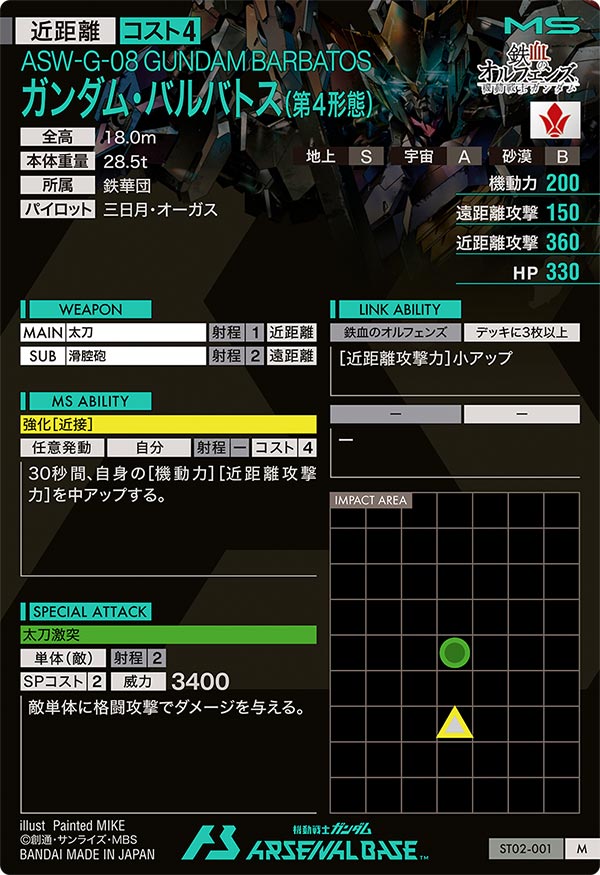 近距離 コスト4
MS
ASW-G-08 GUNDAM BARBATOS
ガンダム・バルバトス(第4形態)
鉄血のオルフェンズ
機動戦士ガンダム
全高 18.0m
本体重量 28.5t
所属 鉄華団
パイロット 三日月・オーガス
地上 S 宇宙 A 砂漠 B
機動力 200
遠距離攻撃 150
近距離攻撃 360
HP 330
WEAPON
MAIN 太刀 射程 1 近距離
SUB 滑腔砲 射程 2 遠距離
MS ABILITY
強化[近接]
任意発動 自分 射程 — コスト 4
30秒間、自身の[機動力][近距離攻撃
力]を中アップする。
SPECIAL ATTACK
太刀激突
単体(敵) 射程 2
SPコスト 2 威力 3400
敵単体に格闘攻撃でダメージを与える。
LINK ABILITY
鉄血のオルフェンズ デッキに3枚以上
[近距離攻撃力]小アップ
— —
—
IMPACT AREA
illust Painted MIKE
©創通・サンライズ・MBS
BANDAI MADE IN JAPAN
機動戦士ガンダム
AB ARSENAL BASE™
ST02-001 M